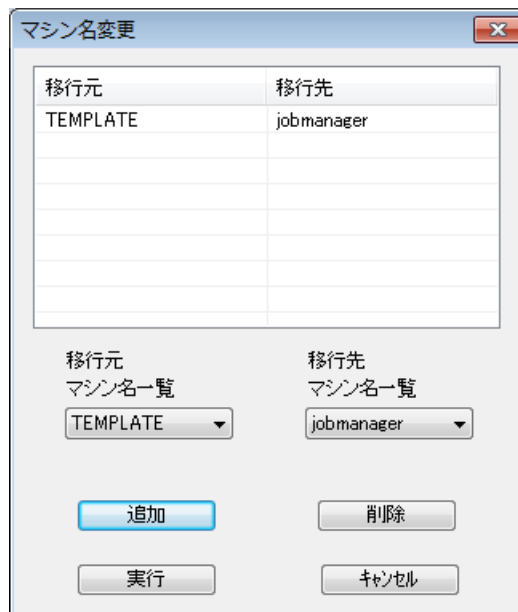 マシン名変更
移行元 移行先
TEMPLATE jobmanager
移行元 移行先
マシン名一覧 マシン名一覧
TEMPLATE jobmanager
追加 削除
実行 キャンセル